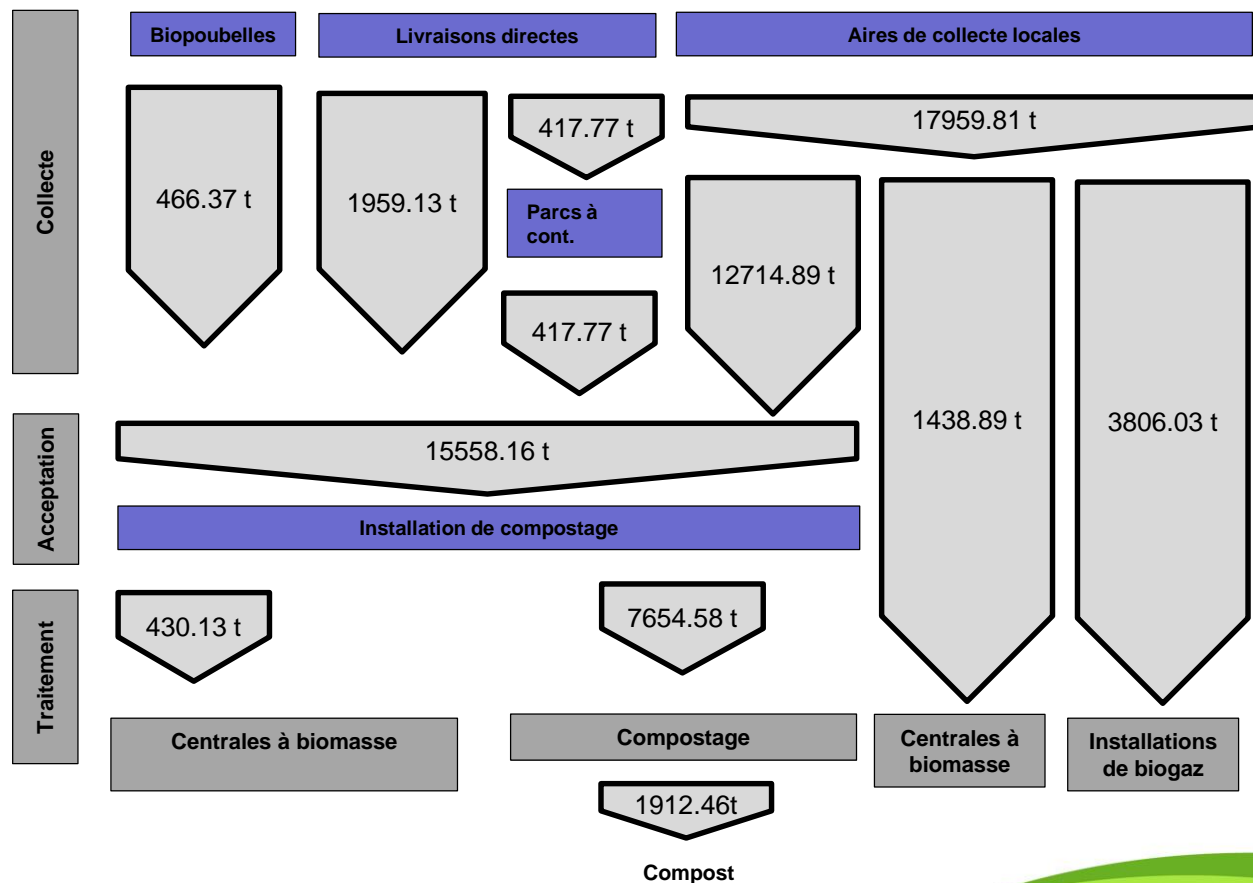 Biopoubelles
Livraisons directes
Aires de collecte locales
Collecte
466.37 t
1959.13 t
417.77 t
17959.81 t
Parcs à
cont.
12714.89 t
417.77 t
1438.89 t
3806.03 t
Acceptation
15558.16 t
Installation de compostage
Traitement
430.13 t
7654.58 t
Centrales à biomasse
Compostage
Centrales à
biomasse
Installations
de biogaz
1912.46t
Compost